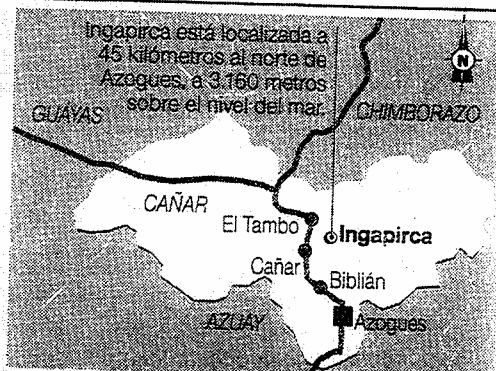 Ingapirca está localizada a
45 kilómetros al norte de
Azogues, a 3.160 metros
sobre el nivel del mar.
N
GUAYAS
CHIMBORAZO
CAÑAR
El Tambo
Ingapirca
Cañar
Biblián
AZUAY
Azogues